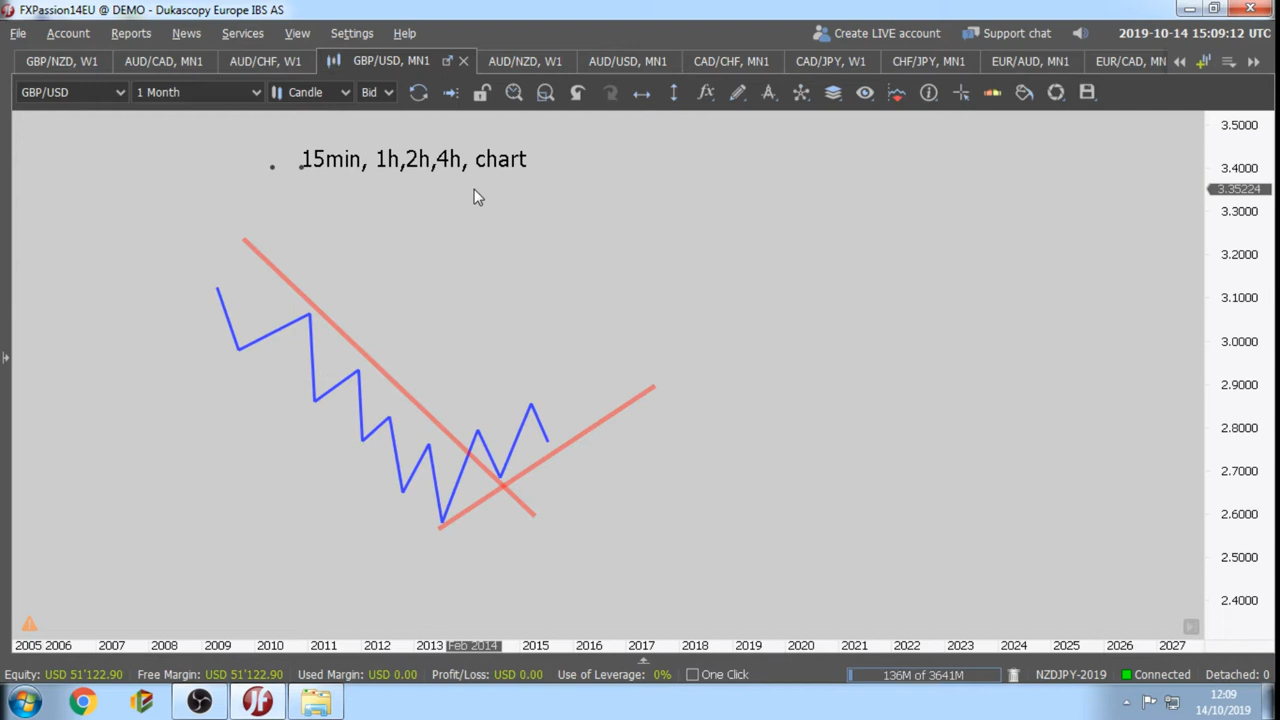 FXPassion14EU @ DEMO - Dukascopy Europe IBS AS
File Account Reports News Services View Settings Help Create LIVE account Support chat 2019-10-14 15:09:12 UTC
GBP/NZD, W1 AUD/CAD, MN1 AUD/CHF, W1 GBP/USD, MN1 AUD/NZD, W1 AUD/USD, MN1 CAD/CHF, MN1 CAD/JPY, W1 CHF/JPY, MN1 EUR/AUD, MN1 EUR/CAD, MN
GBP/USD 1 Month Candle Bid
15min, 1h,2h,4h, chart
3.5000
3.4000
3.35224
3.3000
3.2000
3.1000
3.0000
2.9000
2.8000
2.7000
2.6000
2.5000
2.4000
2005 2006 2007 2008 2009 2010 2011 2012 2013 Feb 2014 2015 2016 2017 2018 2019 2020 2021 2022 2023 2024 2025 2026 2027
Equity: USD 51'122.90 Free Margin: USD 51'122.90 Used Margin: USD 0.00 Profit/Loss: USD 0.00 Use of Leverage: 0% One Click 136M of 3641M NZDJPY-2019 Connected Detached: 0
12:09
14/10/2019